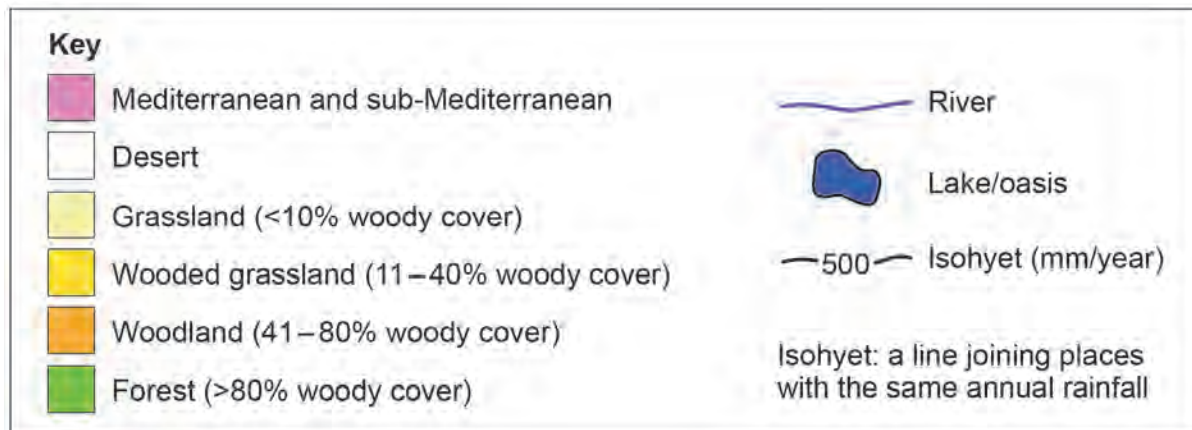 Key
Mediterranean and sub-Mediterranean
Desert
Grassland (<10% woody cover)
Wooded grassland (11–40% woody cover)
Woodland (41–80% woody cover)
Forest (>80% woody cover)
River
Lake/oasis
500
Isohyet (mm/year)
Isohyet: a line joining places
with the same annual rainfall